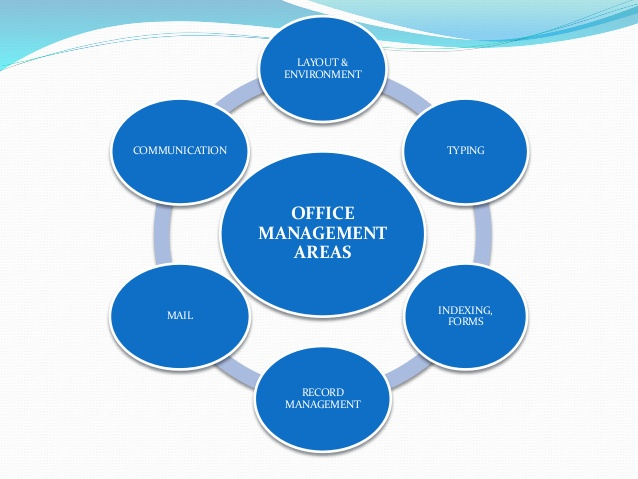 LAYOUT &
ENVIRONMENT
COMMUNICATION
TYPING
OFFICE
MANAGEMENT
AREAS
MAIL
INDEXING,
FORMS
RECORD
MANAGEMENT